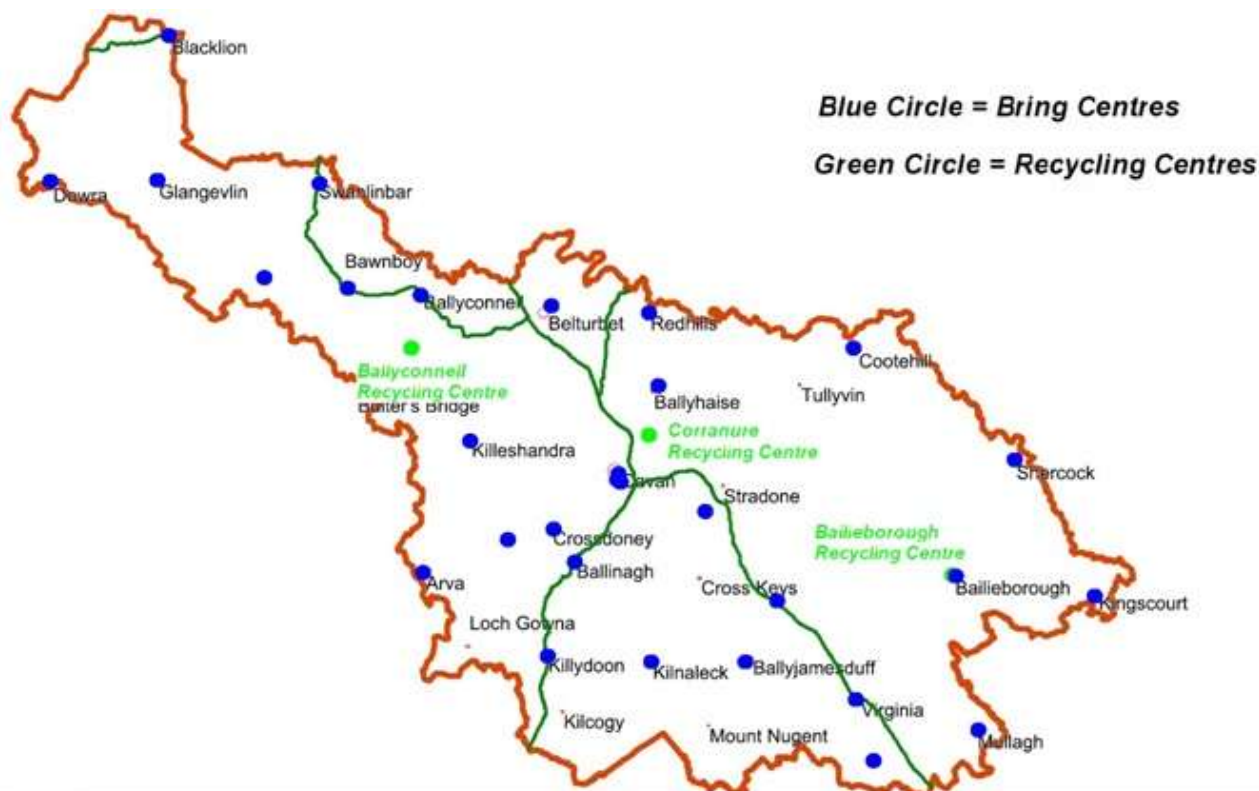 Blacklion
Blue Circle = Bring Centres
Green Circle = Recycling Centres
Dowra
Glangevlin
Swanlinbar
Bawnboy
Ballyconnell
Belturbet
Redhills
Cootehill
Ballyconnell
Recycling Centre
Butler's Bridge
Ballyhaise
Tullyvin
Killeshandra
Corranure
Recycling Centre
Shercock
Cavan
Stradone
Crossdoney
Bailieborough
Recycling Centre
Arva
Ballinagh
Cross Keys
Bailieborough
Kingscourt
Loch Gowna
Killydoon
Kilnaleck
Ballyjamesduff
Kilcogy
Mount Nugent
Virginia
Mullagh